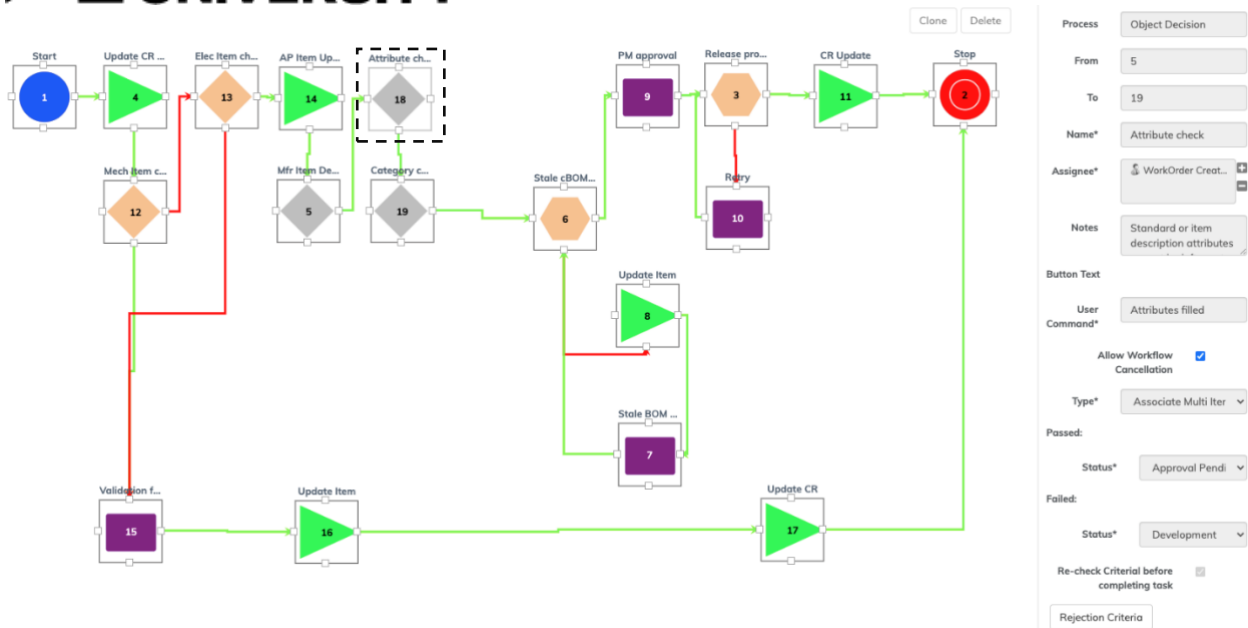 UNIVERSITY
Clone Delete
Start
Update CR ...
Elec Item ch...
AP Item Up...
Attribute ch...
PM approval
Release pro...
CR Update
Stop
1
4
13
14
18
9
3
11
2
Mech Item c...
Mfr Item De...
Category c...
Stale cBOM...
Retry
12
5
19
6
10
Update Item
8
Stale BOM ...
7
Validation f...
Update Item
Update CR
15
16
17
Process Object Decision
From 5
To 19
Name* Attribute check
Assignee* WorkOrder Creat...
Notes Standard or item
description attributes
Button Text
User
Command* Attributes filled
Allow Workflow
Cancellation
Type* Associate Multi Iter
Passed:
Status* Approval Pendi
Failed:
Status* Development
Re-check Criterial before
completing task
Rejection Criteria